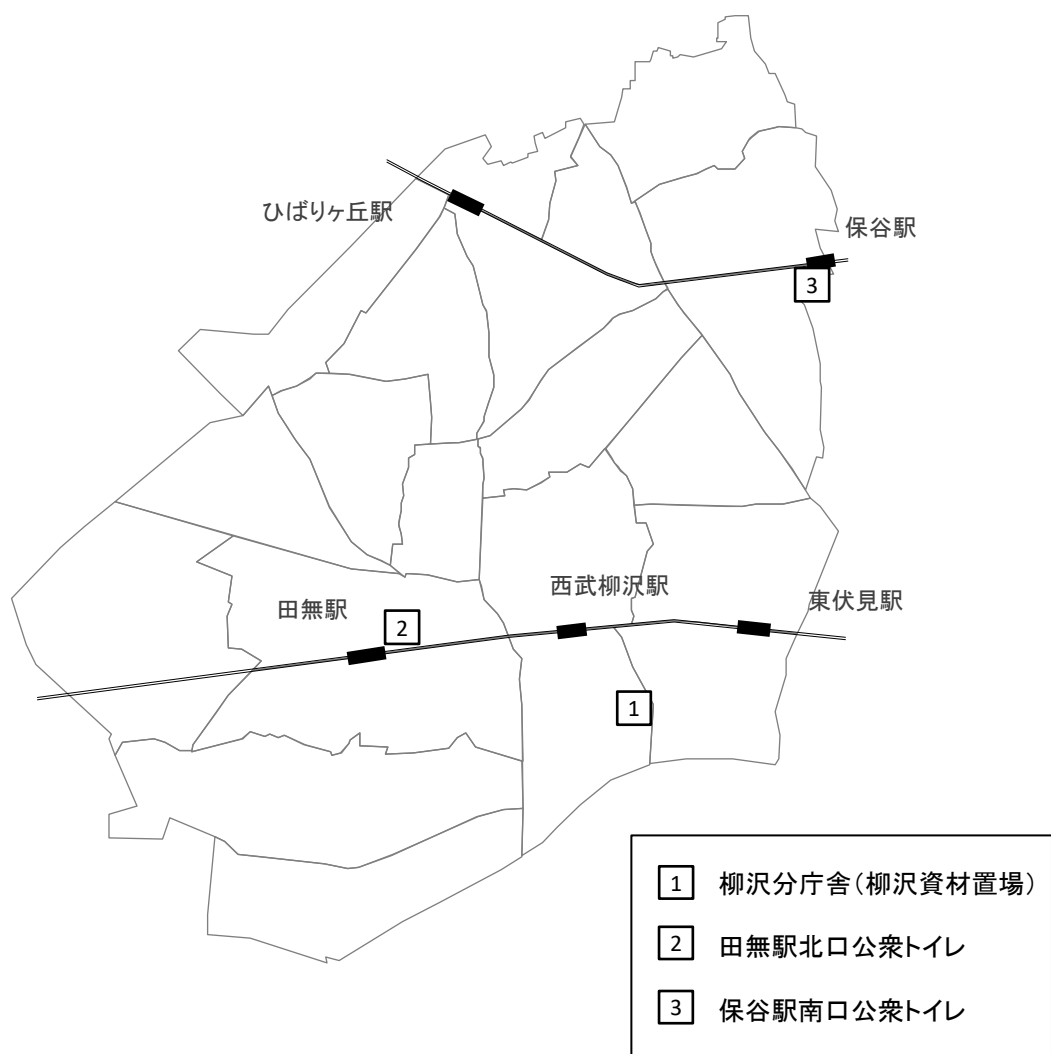 ひばりヶ丘駅
保谷駅
3
西武柳沢駅
田無駅
東伏見駅
2
1
1 柳沢分庁舎（柳沢資材置場）
2 田無駅北口公衆トイレ
3 保谷駅南口公衆トイレ